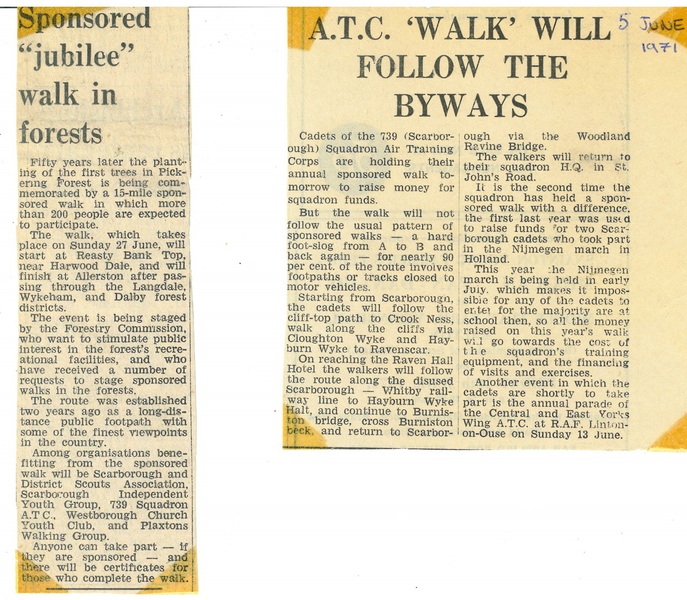 Sponsored
“jubilee”
walk in
forests
Fifty years later the plant-
ing of the first trees in Pick-
ering Forest is being com-
memorated by a 15-mile spon-
sored walk in which more
than 200 people are expected
to participate.
The walk, which takes
place on Sunday 27 June, will
start at Reasty Bank Top,
near Harwood Dale, and will
finish at Allerston after pas-
sing through the Langdale,
Wykeham, and Dalby forest
districts.
The event is being staged
by the Forestry Commission,
who want to stimulate public
interest in the forest's recre-
ational facilities, and who
have received a number of
requests to stage sponsored
walks in the forests.
The route was established
two years ago as a long-dis-
tance public footpath with
some of the finest viewpoints
in the country.
Among organisations bene-
fitting from the sponsored
walk will be Scarborough and
District Scouts Association,
Scarborough Independent
Youth Group, 739 Squadron
A.T.C., Westborough Church
Youth Club, and Plaxtons
Walking Group.
Anyone can take part — if
they are sponsored — and
there will be certificates for
those who complete the walk.
A.T.C. ‘WALK’ WILL
FOLLOW THE
BYWAYS
5 JUNE
1971
Cadets of the 739 (Scarbor-
ough) Squadron Air Training
Corps are holding their
annual sponsored walk to-
morrow to raise money for
squadron funds.
But the walk will not
follow the usual pattern of
sponsored walks — a hard
foot-slog from A to B and
back again — for nearly 90
per cent. of the route involves
footpaths or tracks closed to
motor vehicles.
Starting from Scarborough,
the cadets will follow the
cliff-top path to Crook Ness,
walk along the cliffs via
Cloughton Wyke and Hay-
burn Wyke to Ravenscar.
On reaching the Raven Hall
Hotel the walkers will follow
the route along the disused
Scarborough — Whitby rail-
way line to Hayburn Wyke
Halt, and continue to Burnis-
ton bridge, cross Burniston
beck, and return to Scarbor-
ough via the Woodland
Ravine Bridge.
The walkers will return to
their squadron H.Q. in St.
John's Road.
It is the second time the
squadron has held a spon-
sored walk with a difference,
the first last year was used
to raise funds for two Scar-
borough cadets who took part
in the Nijmegen march in
Holland.
This year the Nijmegen
march is being held in early
July, which makes it impos-
sible for any of the cadets to
enter for the majority are at
school then, so all the money
raised on this year's walk
will go towards the cost of
the squadron's training
equipment, and the financing
of visits and exercises.
Another event in which the
cadets are shortly to take
part is the annual parade of
the Central and East Yorks
Wing A.T.C. at R.A.F. Linton-
on-Ouse on Sunday 13 June.